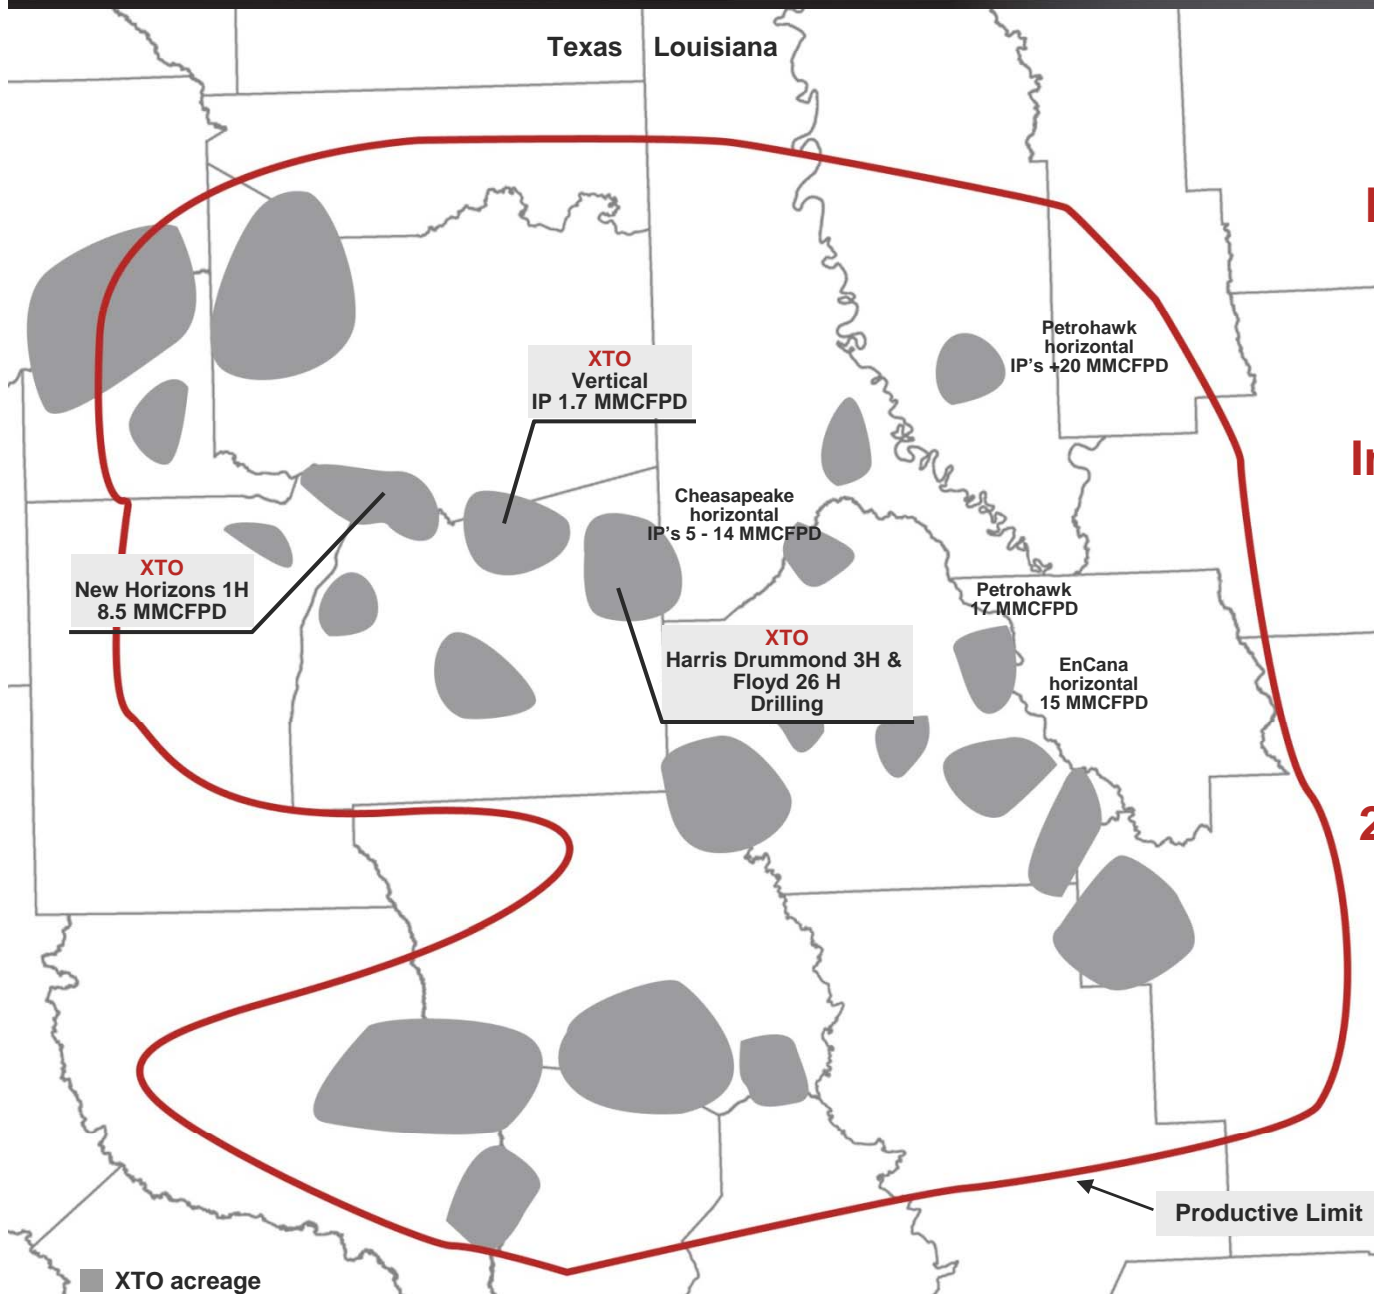 Texas
Louisiana
Petrohawk
horizontal
IP's +20 MMCFPD
XTO
Vertical
IP 1.7 MMCFPD
Cheasapeake
horizontal
IP's 5 - 14 MMCFPD
XTO
New Horizons 1H
8.5 MMCFPD
Petrohawk
17 MMCFPD
XTO
Harris Drummond 3H &
Floyd 26 H
Drilling
EnCana
horizontal
15 MMCFPD
2
Productive Limit
XTO acreage